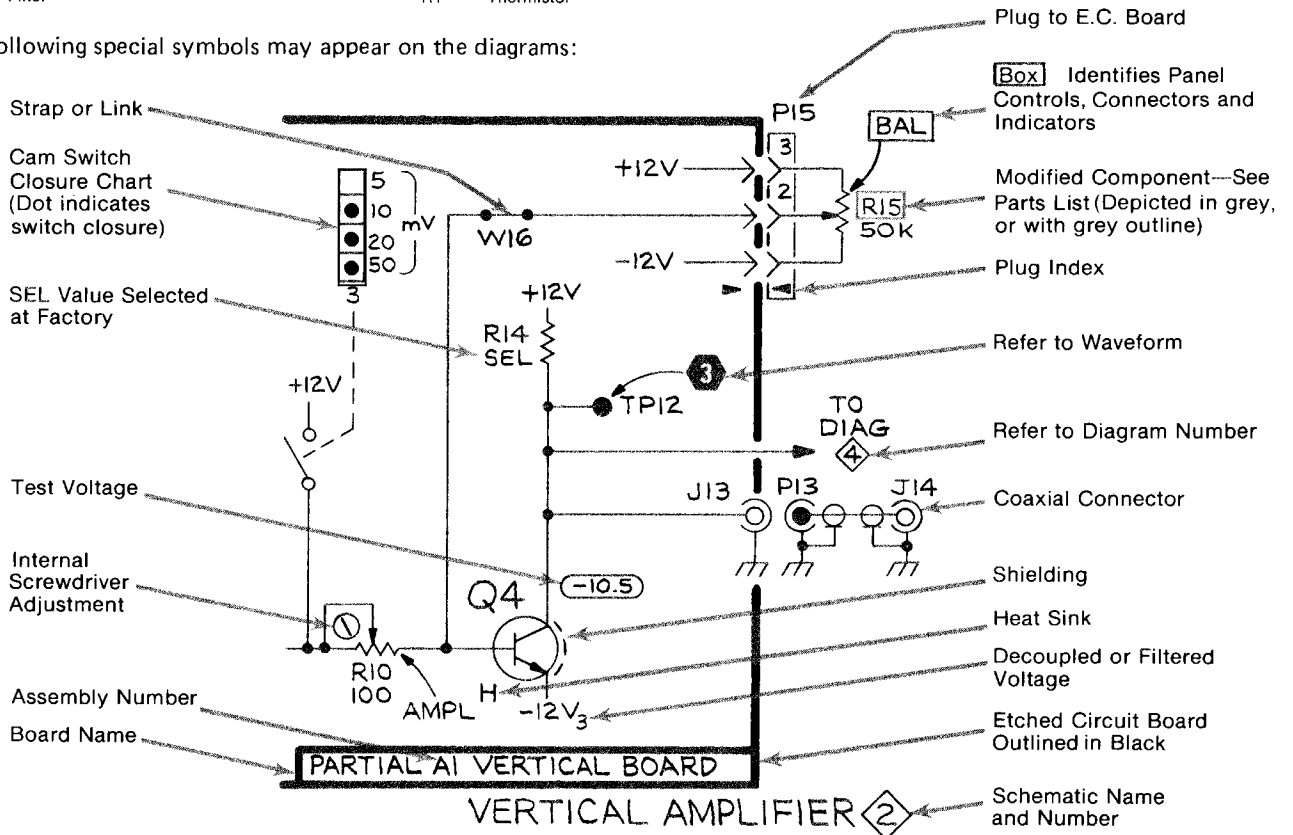 Thermistor
ollowing special symbols may appear on the diagrams:
Plug to E.C. Board
Strap or Link
P15
Box Identifies Panel
Controls, Connectors and
Indicators
BAL
Cam Switch
Closure Chart
(Dot indicates
switch closure)
5
10
20
50
mV
3
+12V
3
2
W16
-12V
R15
50K
Modified Component—See
Parts List (Depicted in grey,
or with grey outline)
Plug Index
SEL Value Selected
at Factory
+12V
R14
SEL
3
Refer to Waveform
+12V
TP12
TO
DIAG
4
Refer to Diagram Number
Test Voltage
J13
P13
J14
Coaxial Connector
Internal
Screwdriver
Adjustment
-10.5
Q4
Shielding
Heat Sink
R10
100
AMPL
H
-12V3
Decoupled or Filtered
Voltage
Assembly Number
Board Name
Etched Circuit Board
Outlined in Black
PARTIAL A1 VERTICAL BOARD
VERTICAL AMPLIFIER 2
Schematic Name
and Number